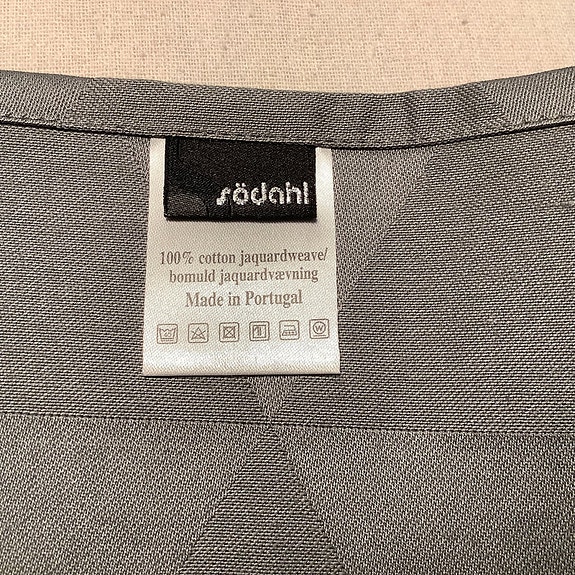 södahl
100% cotton jaquardweave/
bomuld jaquardvævning
Made in Portugal